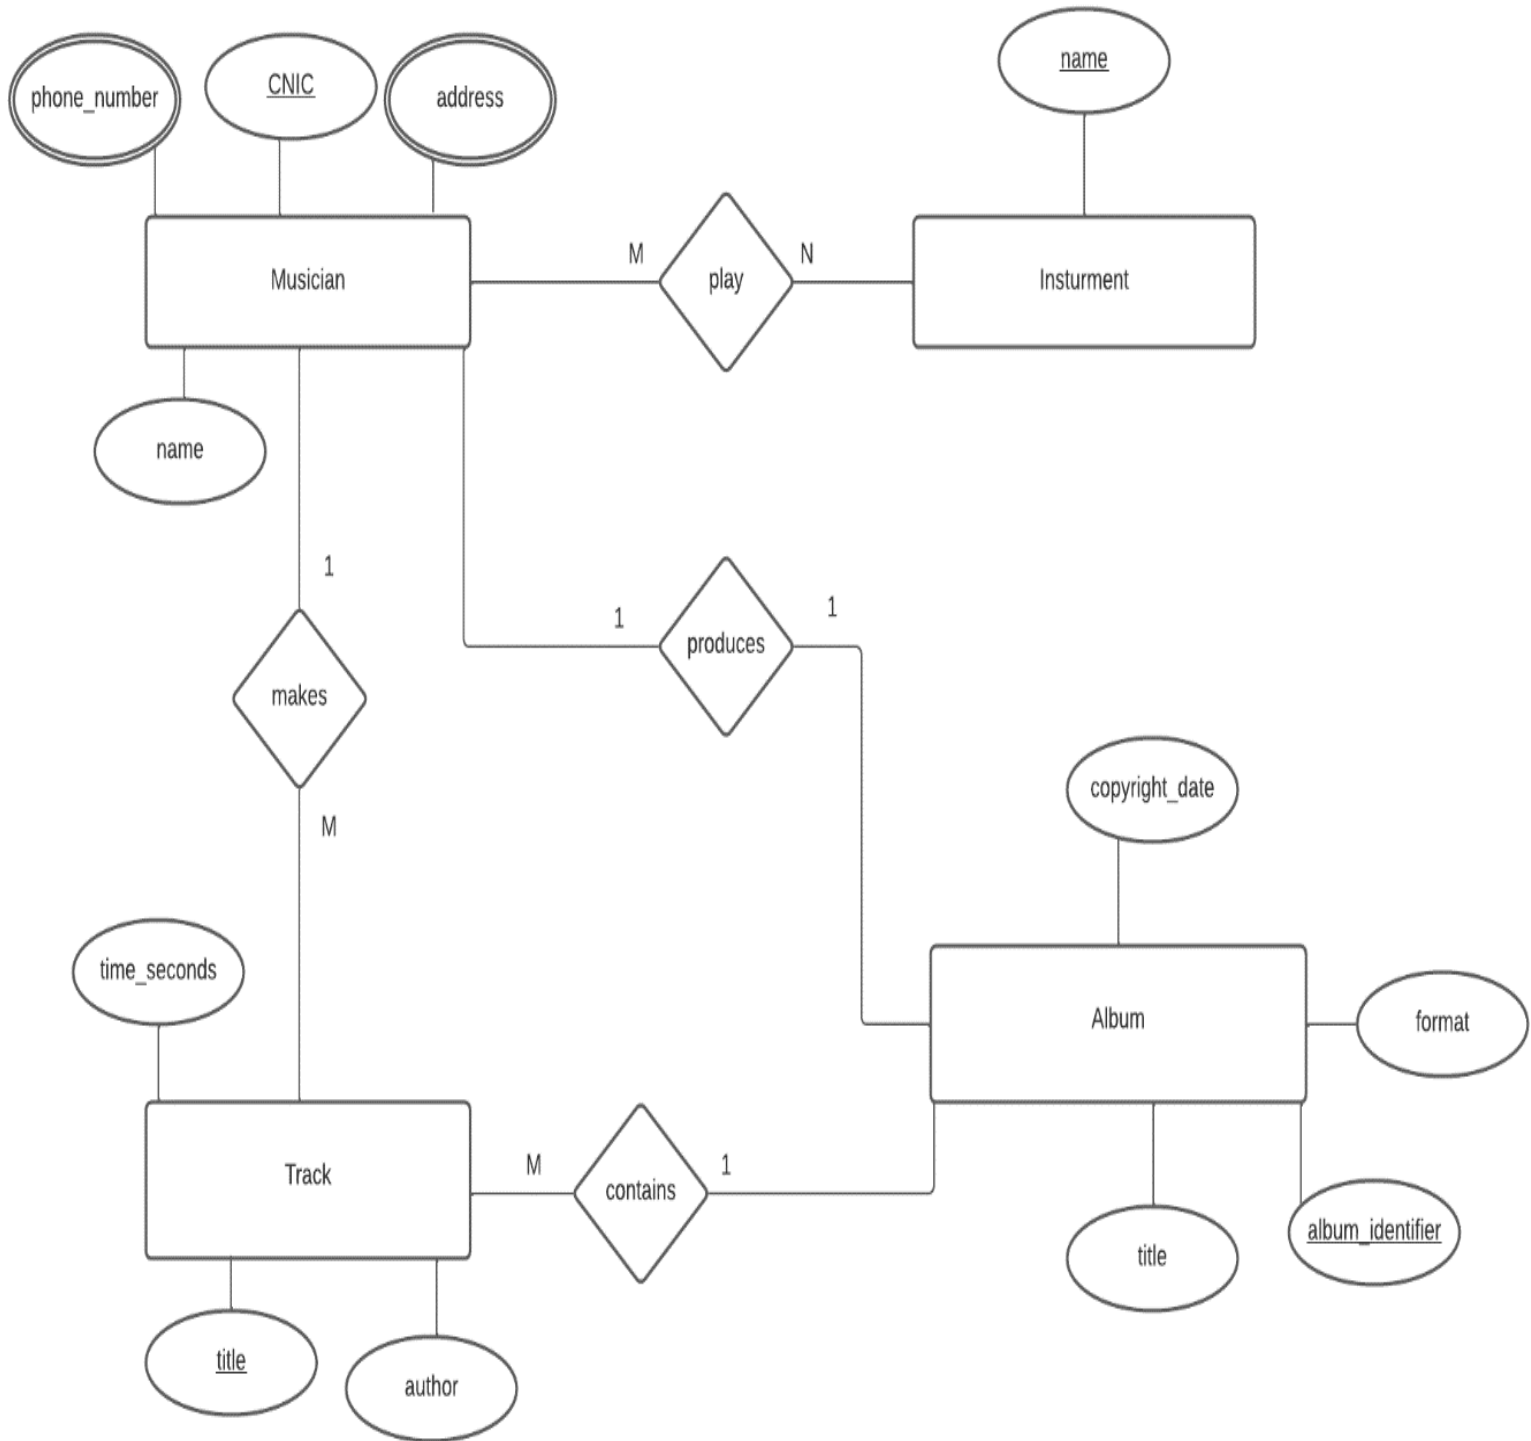 name
phone_number
CNIC
address
Musician
M
play
N
Insturment
name
1
1
produces
1
makes
M
copyright_date
time_seconds
Album
format
Track
M
contains
1
title
album_identifier
title
author